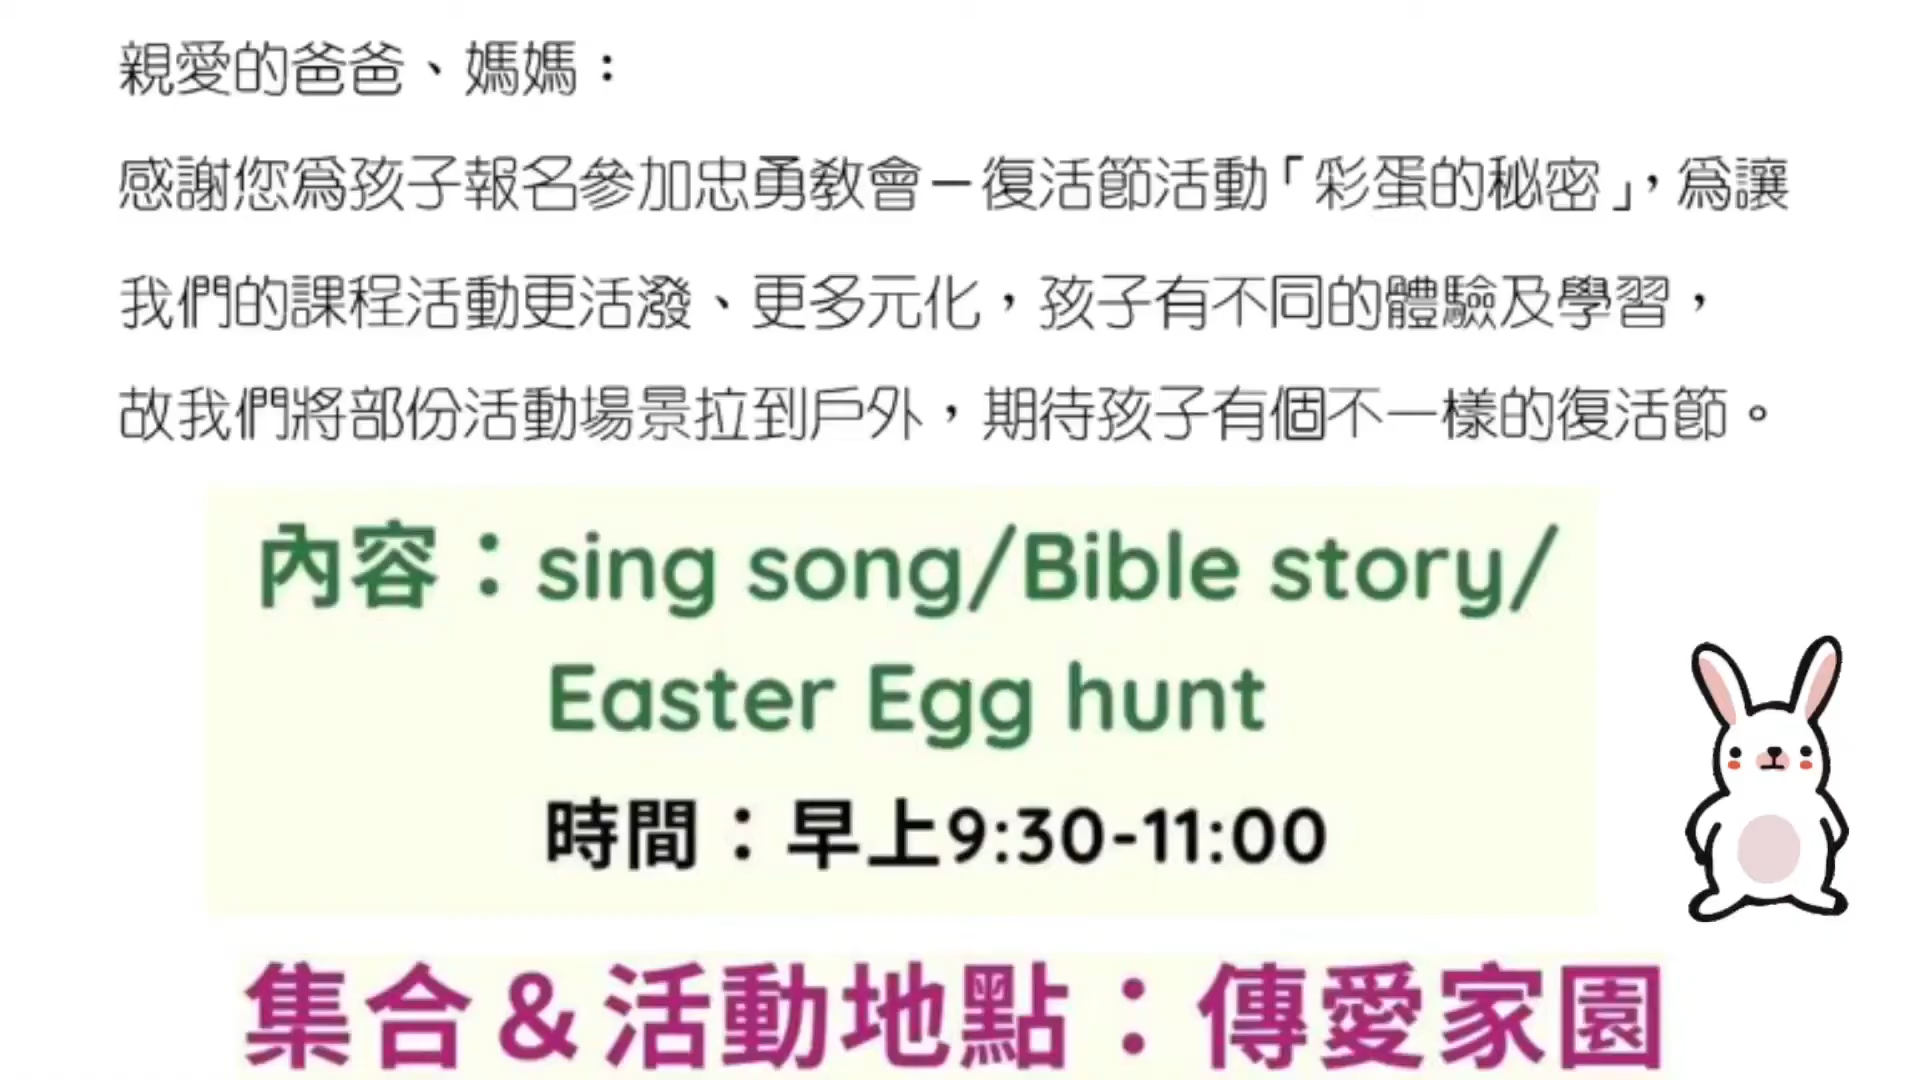 親愛的爸爸、媽媽：
感謝您為孩子報名參加忠勇教會－復活節活動「彩蛋的秘密」，為讓
我們的課程活動更活潑、更多元化，孩子有不同的體驗及學習，
故我們將部份活動場景拉到戶外，期待孩子有個不一樣的復活節。
內容：sing song/Bible story/
Easter Egg hunt
時間：早上9:30-11:00
集合＆活動地點：傳愛家園